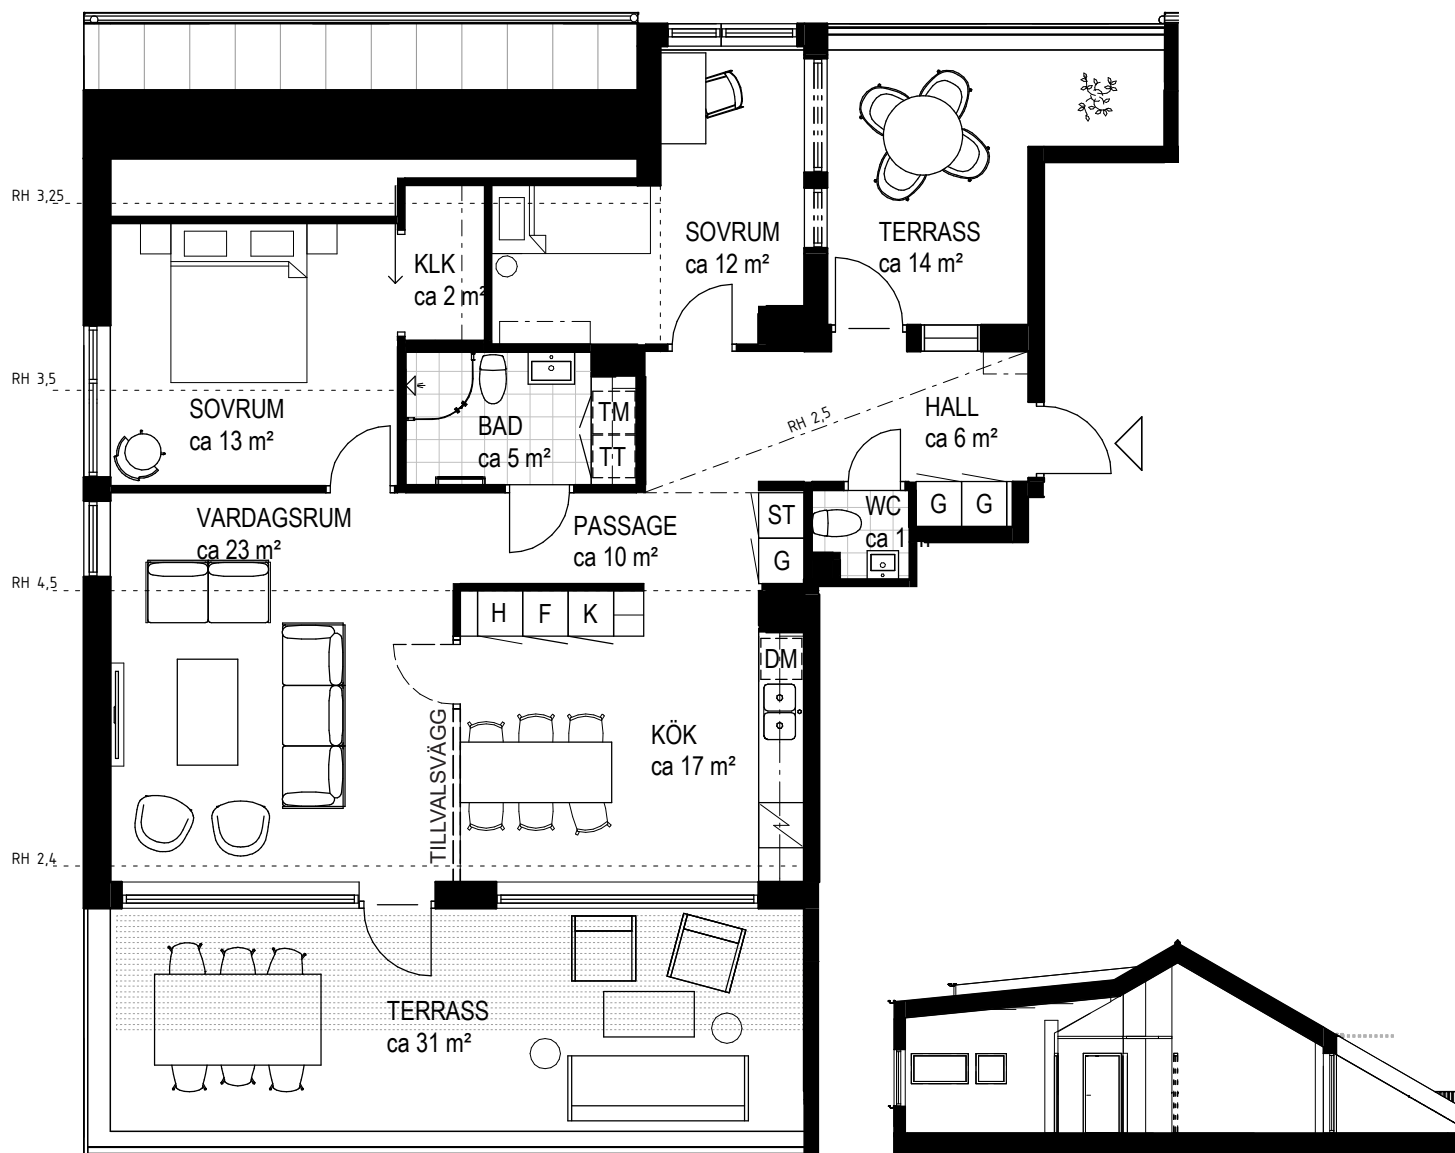 RH 3,25
SOVRUM
ca 12 m²
TERRASS
ca 14 m²
KLK
ca 2 m²
RH 3,5
SOVRUM
ca 13 m²
BAD
ca 5 m²
TM
TT
RH 2,5
HALL
ca 6 m²
VARDAGSRUM
ca 23 m²
PASSAGE
ca 10 m²
ST
G
WC
ca 1
G
G
RH 4,5
H
F
K
DM
TILLVALSVÄGG
KÖK
ca 17 m²
RH 2,4
TERRASS
ca 31 m²